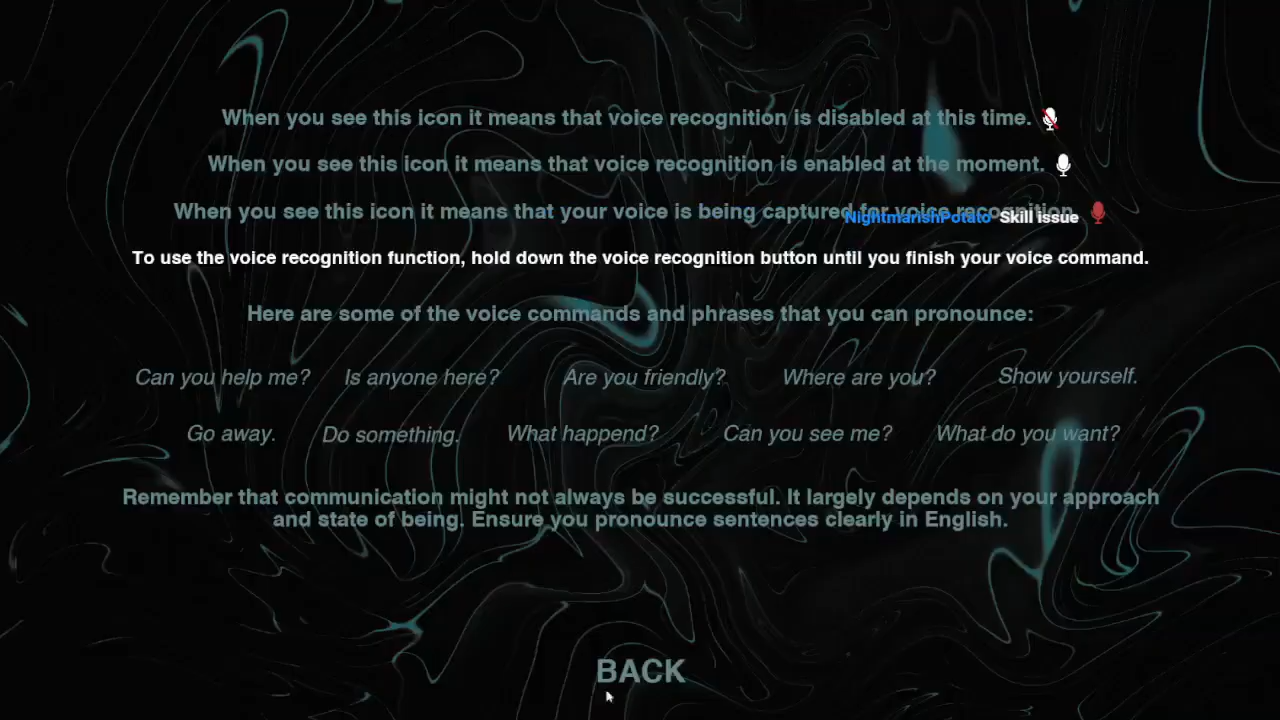 When you see this icon it means that voice recognition is disabled at this time.
When you see this icon it means that voice recognition is enabled at the moment.
When you see this icon it means that your voice is being captured for voice recognition.
NightmarishPotato Skill issue
To use the voice recognition function, hold down the voice recognition button until you finish your voice command.
Here are some of the voice commands and phrases that you can pronounce:
Can you help me? Is anyone here? Are you friendly? Where are you? Show yourself.
Go away. Do something. What happend? Can you see me? What do you want?
Remember that communication might not always be successful. It largely depends on your approach
and state of being. Ensure you pronounce sentences clearly in English.
BACK